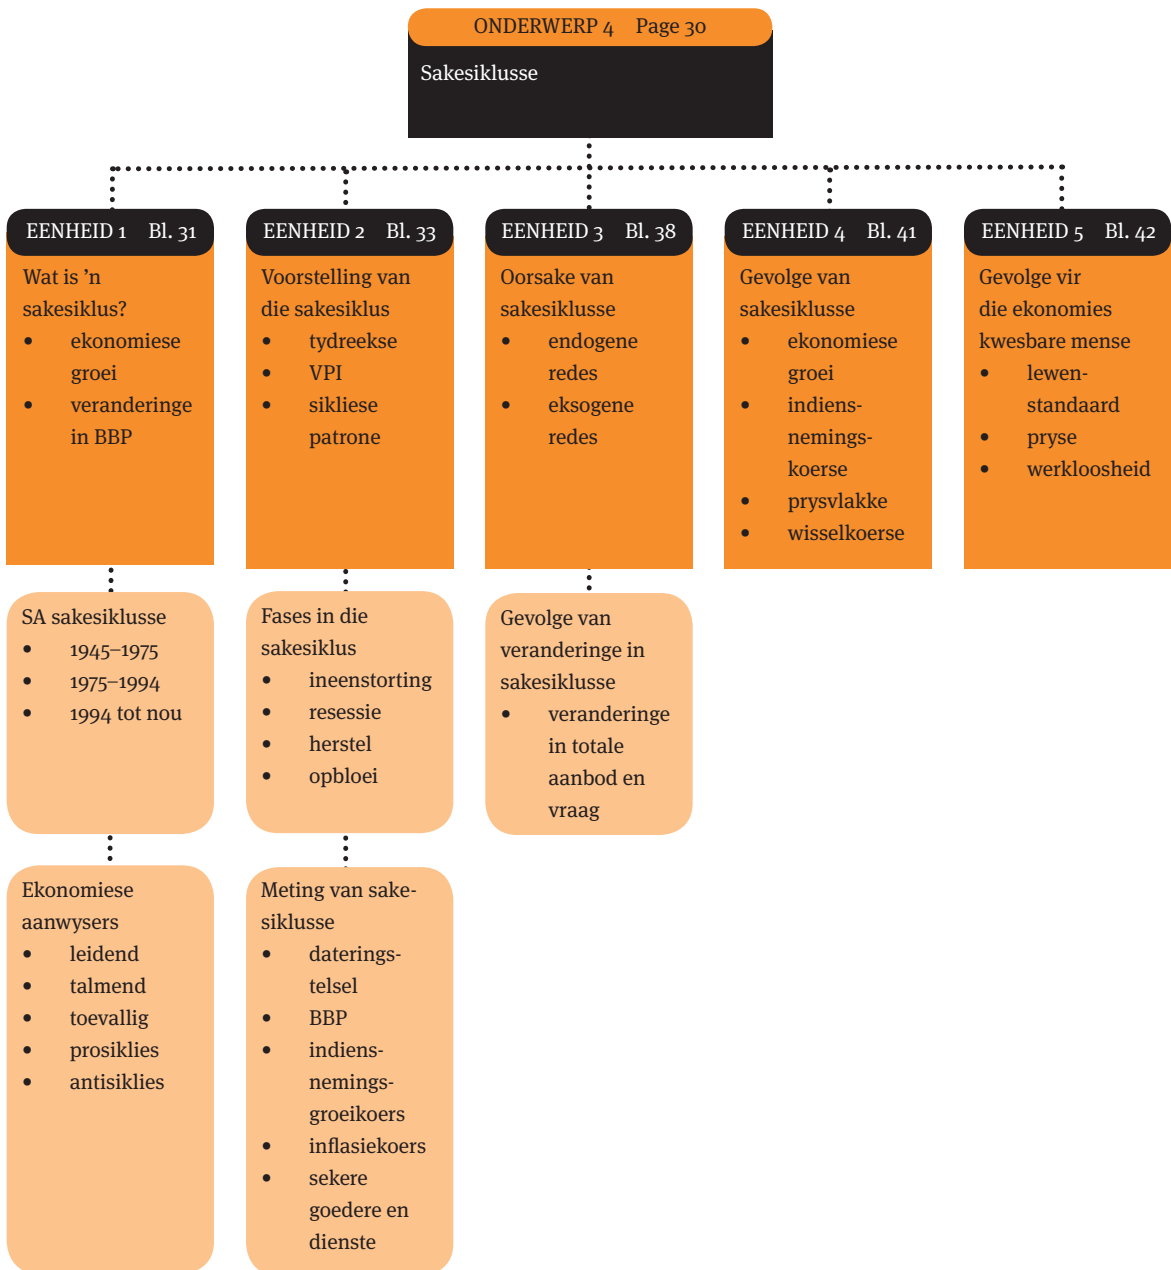 ONDERWERP 4 Page 30
Sakesiklusse
EENHEID 1 Bl. 31
Wat is ’n
sakesiklus?
• ekonomiese
groei
• veranderinge
in BBP
SA sakesiklusse
• 1945–1975
• 1975–1994
• 1994 tot nou
Ekonomiese
aanwysers
• leidend
• talmend
• toevallig
• prosiklies
• antisiklies
EENHEID 2 Bl. 33
Voorstelling van
die sakesiklus
• tydreekse
• VPI
• sikliese
patrone
Fases in die
sakesiklus
• ineenstorting
• resessie
• herstel
• opbloei
Meting van sake-
siklusse
• daterings-
telsel
• BBP
• indiens-
nemings-
groeikoers
• inflasiekoers
• sekere
goedere en
dienste
EENHEID 3 Bl. 38
Oorsake van
sakesiklusse
• endogene
redes
• eksogene
redes
Gevolge van
veranderinge in
sakesiklusse
• veranderinge
in totale
aanbod en
vraag
EENHEID 4 Bl. 41
Gevolge van
sakesiklusse
• ekonomiese
groei
• indiens-
nemings-
koerse
• prysvlakke
• wisselkoerse
EENHEID 5 Bl. 42
Gevolge vir
die ekonomies
kwesbare mense
• lewen-
standaard
• pryse
• werkloosheid